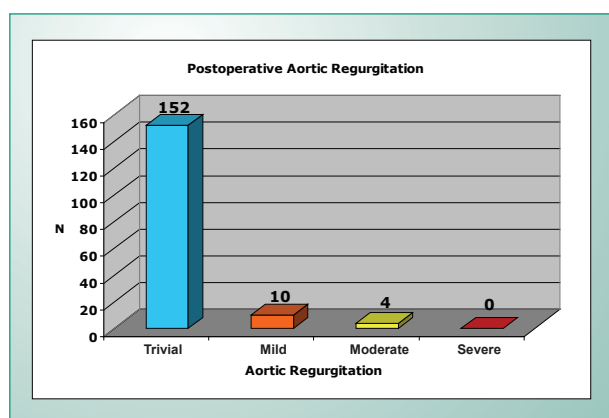 Postoperative Aortic Regurgitation
152
160
140
120
100
N
80
60
40
20
0
10
4
0
Trivial
Mild
Moderate
Severe
Aortic Regurgitation